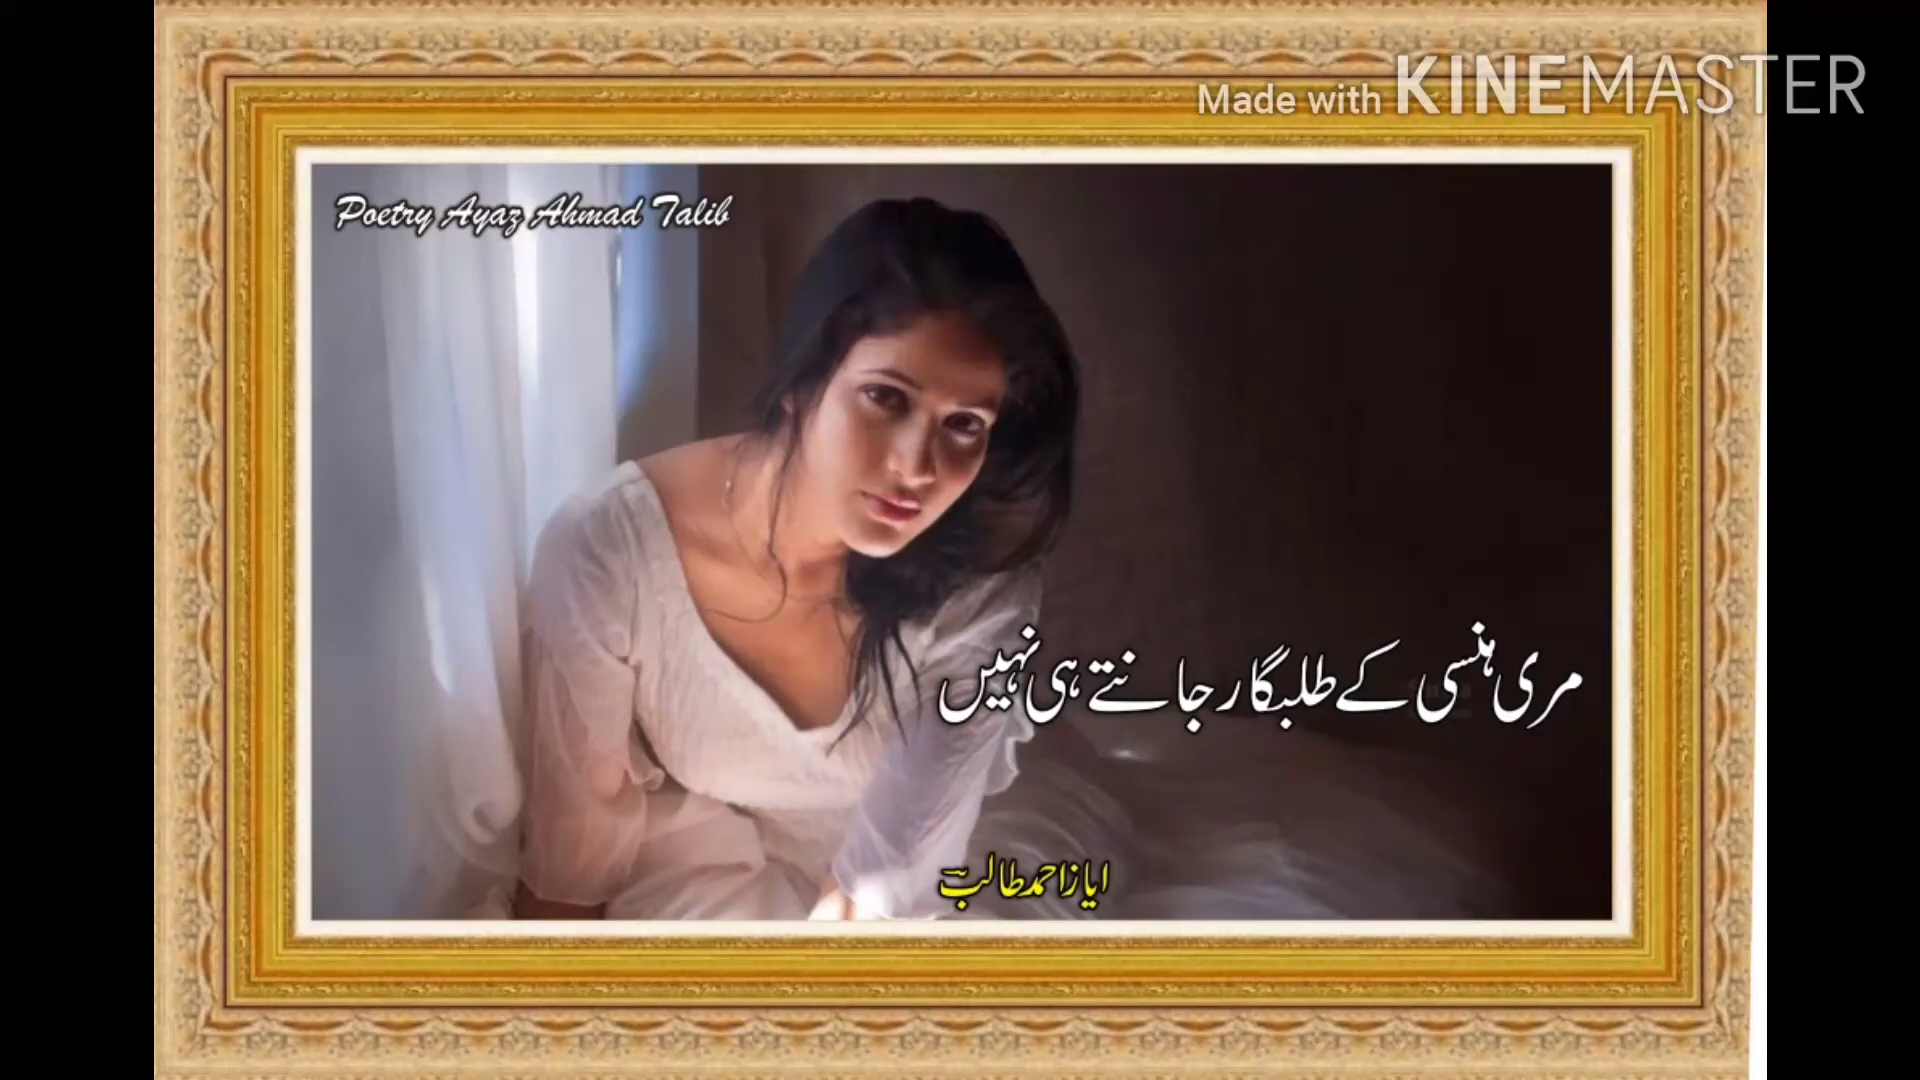 Made with KINEMASTER
Poetry Ayaz Ahmad Talib
مری ہنسی کے طلبگار جانتے ہی نہیں
ایاز احمد طالب